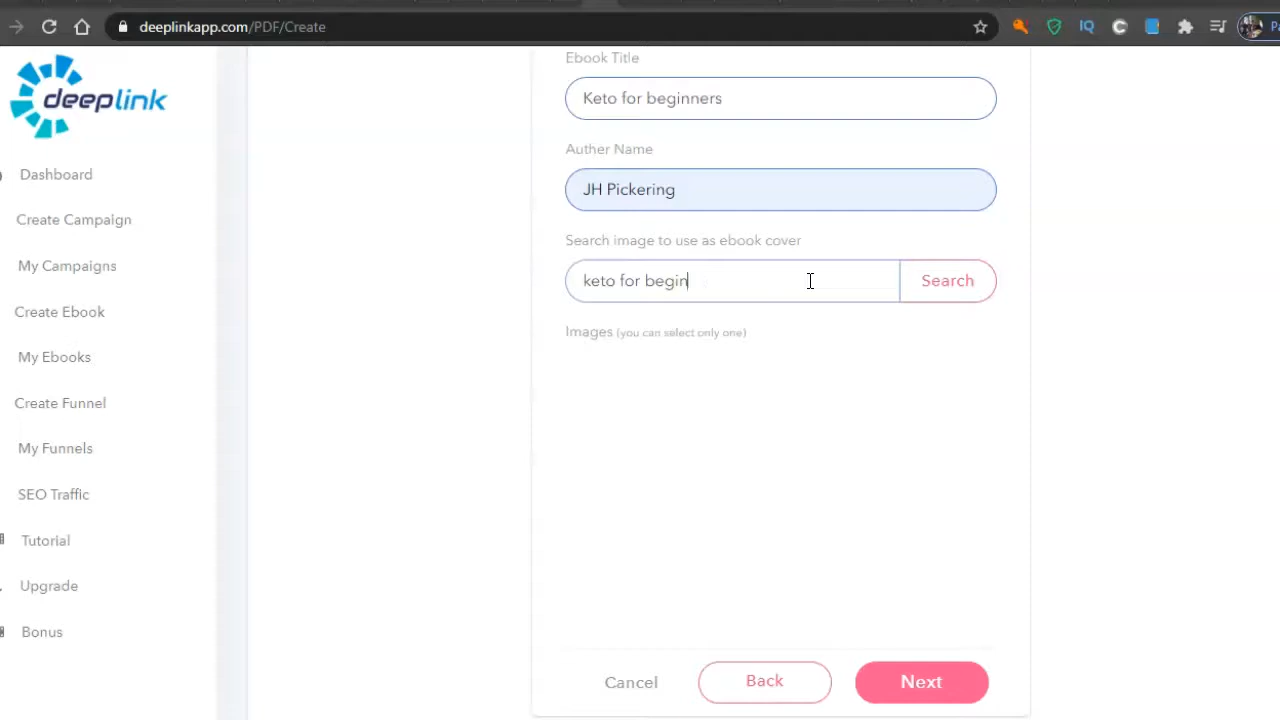 deeplinkapp.com/PDF/Create
IQ
deeplink
Dashboard
Create Campaign
My Campaigns
Create Ebook
My Ebooks
Create Funnel
My Funnels
SEO Traffic
Tutorial
Upgrade
Bonus
Ebook Title
Keto for beginners
Auther Name
JH Pickering
Search image to use as ebook cover
keto for begin
Search
Images (you can select only one)
Cancel
Back
Next